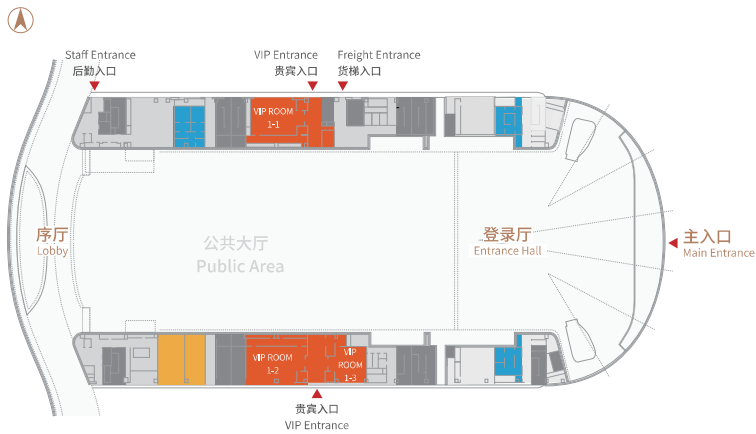 Staff Entrance
后勤入口
VIP Entrance
贵宾入口
Freight Entrance
货梯入口
VIP ROOM
1-1
序厅
Lobby
公共大厅
Public Area
登录厅
Entrance Hall
主入口
Main Entrance
VIP ROOM
1-2
VIP
ROOM
1-3
贵宾入口
VIP Entrance